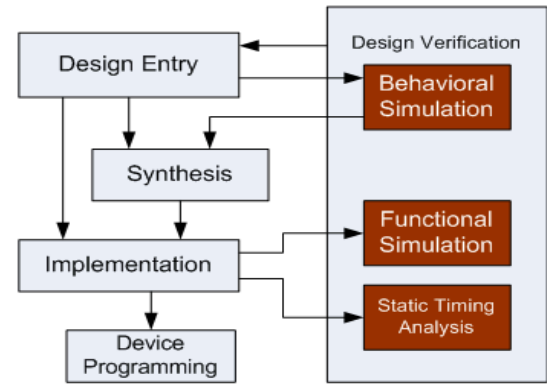 Design Verification
Design Entry
Behavioral
Simulation
Synthesis
Functional
Simulation
Implementation
Static Timing
Analysis
Device
Programming